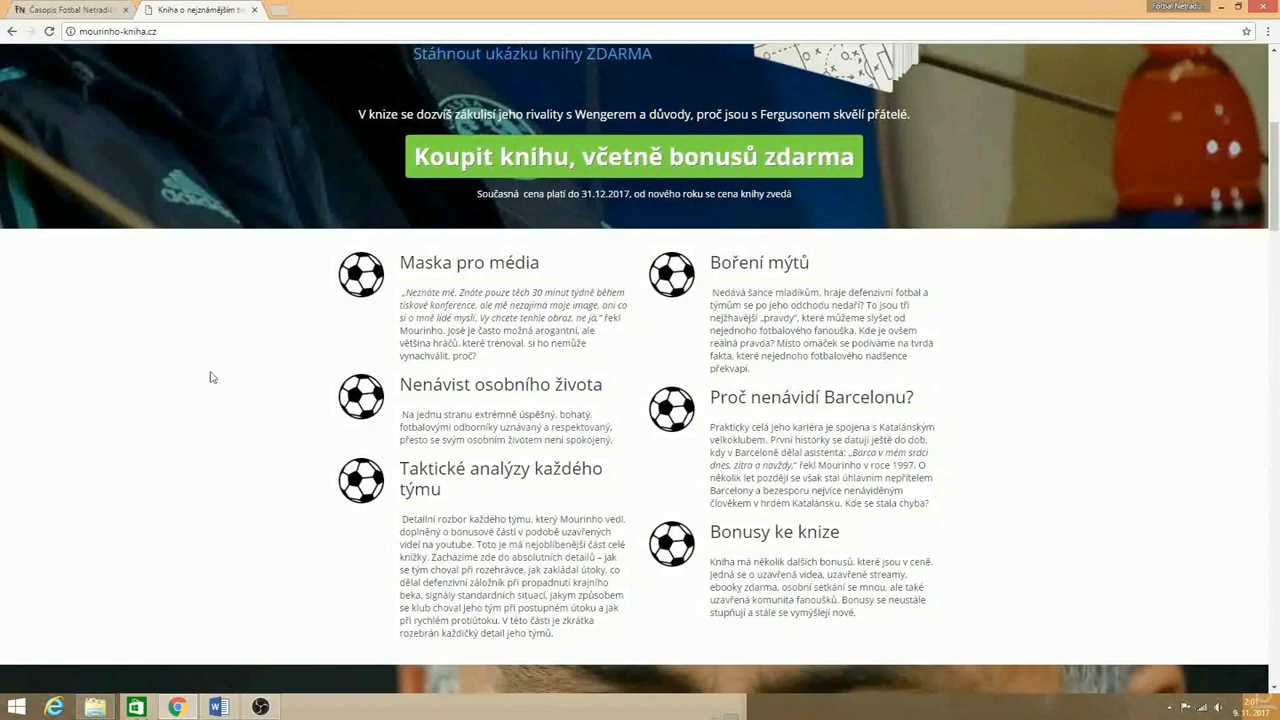 Časopis Fotbal Netradič
Kniha o nejznámějším tr
Fotbal Netrad...
mourinho-kniha.cz
Stáhnout ukázku knihy ZDARMA
V knize se dozvíš zákulisí jeho rivality s Wengerem a důvody, proč jsou s Fergusonem skvělí přátelé.
Koupit knihu, včetně bonusů zdarma
Současná cena platí do 31.12.2017, od nového roku se cena knihy zvedá
Maska pro média
„Neznáte mě. Znáte pouze těch 30 minut týdně během
tiskové konference, ale mě nezajímá moje image, ani co
si o mně lidé myslí. Vy chcete tenhle obraz, ne já,“ řekl
Mourinho. José je často možná arogantní, ale
většina hráčů, které trénoval, si ho nemůže
vynachválit, proč?
Nenávist osobního života
Na jednu stranu extrémně úspěšný, bohatý,
fotbalovými odborníky uznávaný a respektovaný,
přesto se svým osobním životem není spokojený.
Taktické analýzy každého
týmu
Detailní rozbor každého týmu, který Mourinho vedl,
doplněný o bonusové části v podobě uzavřených
videí na youtube. Toto je má nejoblíbenější část celé
knížky. Zacházíme zde do absolutních detailů – jak
se tým choval při rozehrávce, jak zakládal útoky, co
dělal defenzivní záložník při propadnutí krajního
beka, signály standardních situací, jakým způsobem
se klub choval jeho tým při postupném útoku a jak
při rychlém protiútoku. V této části je zkrátka
rozebrán každičký detail jeho týmů.
Boření mýtů
Nedává šance mladíkům, hraje defenzivní fotbal a
týmům se po jeho odchodu nedaří? To jsou tři
nejžhavější „pravdy“, které můžeme slyšet od
nejednoho fotbalového fanouška. Kde je ovšem
reálná pravda? Místo omáček se podíváme na tvrdá
fakta, které nejednoho fotbalového nadšence
překvapí.
Proč nenávidí Barcelonu?
Prakticky celá jeho kariéra je spojena s Katalánským
velkoklubem. První historky se datují ještě do dob,
kdy v Barceloně dělal asistenta: „Barca v mém srdci
dnes, zítra a navždy,“ řekl Mourinho v roce 1997. O
několik let později se však stal úhlavním nepřítelem
Barcelony a bezesporu nejvíce nenáviděným
člověkem v hrdém Katalánsku. Kde se stala chyba?
Bonusy ke knize
Kniha má několik dalších bonusů, které jsou v ceně.
Jedná se o uzavřená videa, uzavřené streamy,
ebooky zdarma, osobní setkání se mnou, ale také
uzavřená komunita fanoušků. Bonusy se neustále
stupňují a stále se vymýšlejí nové.
9. 11. 2017